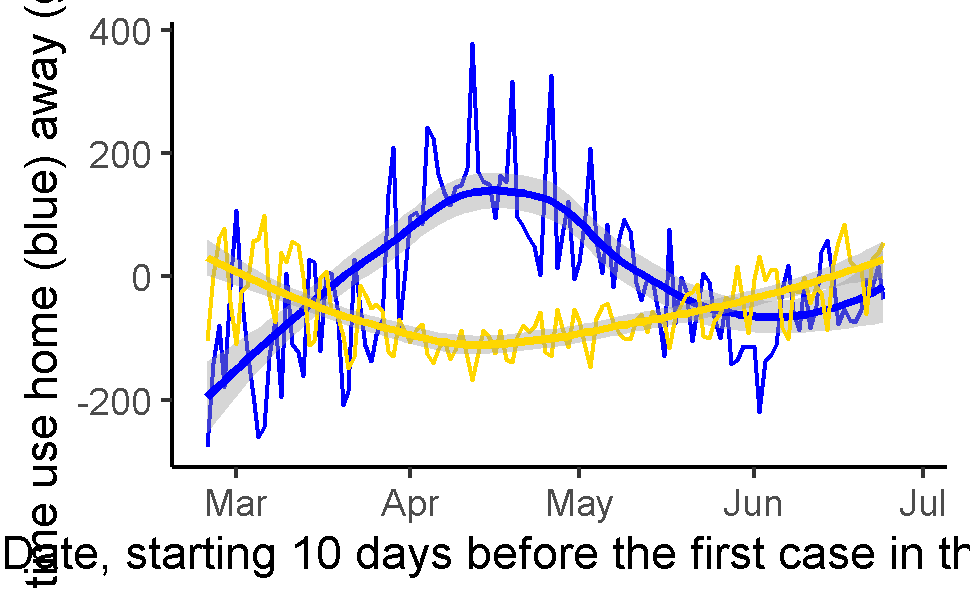 time use home (blue) away (
400
200
0
-200
Mar Apr May Jun Jul
Date, starting 10 days before the first case in th